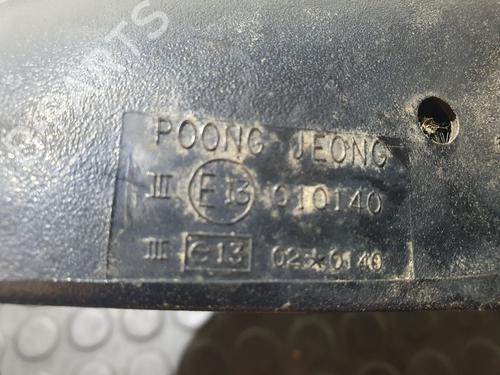 POONG JEONG
III E13 010140
III e13 02*0140